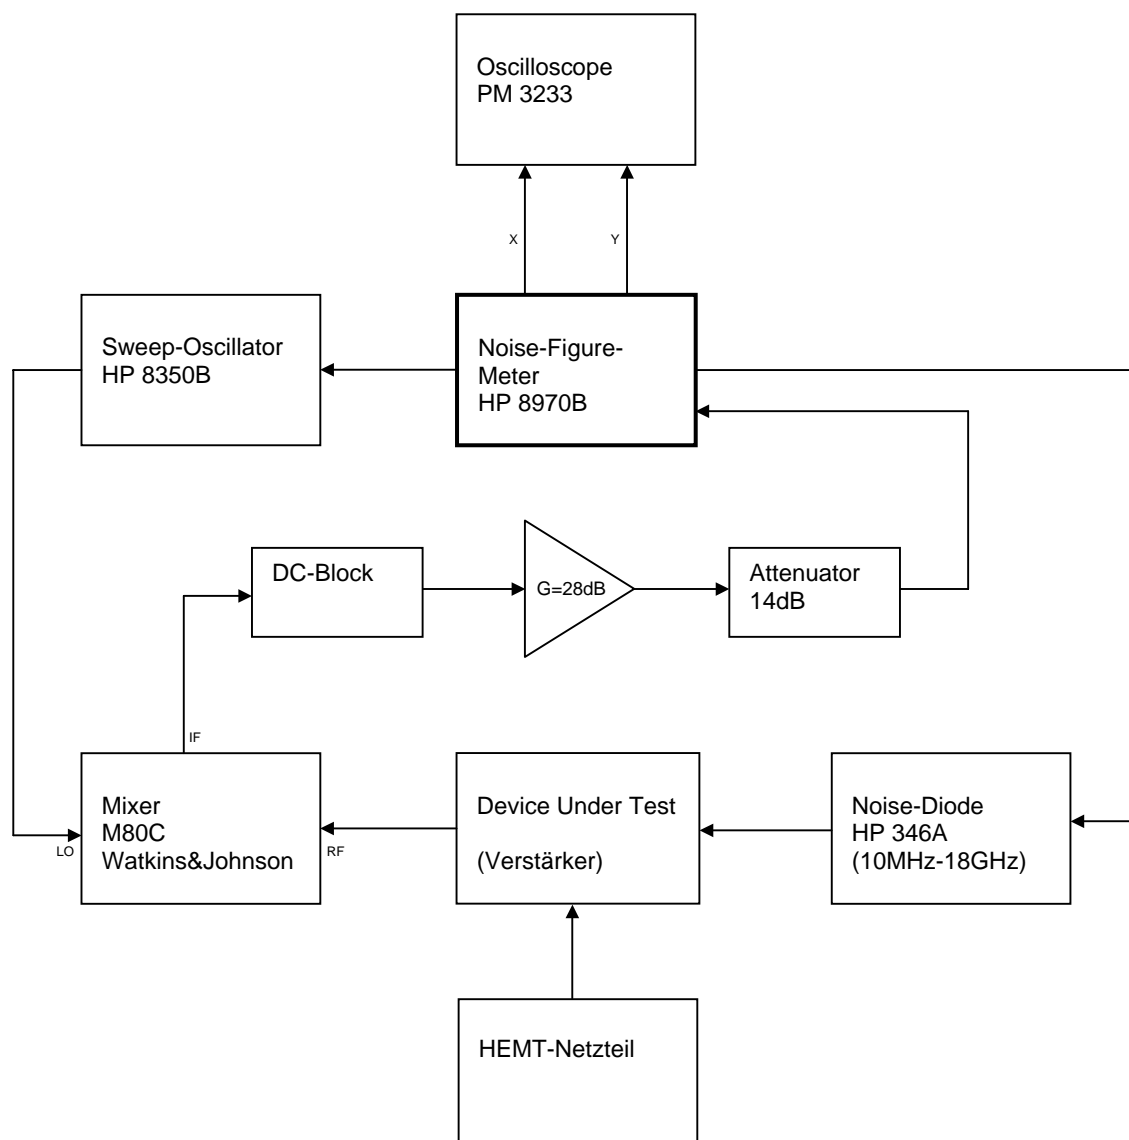 Oscilloscope
PM 3233
X
Y
Sweep-Oscillator
HP 8350B
Noise-Figure-
Meter
HP 8970B
DC-Block
G=28dB
Attenuator
14dB
IF
Mixer
M80C
Watkins&Johnson
LO
RF
Device Under Test
(Verstärker)
Noise-Diode
HP 346A
(10MHz-18GHz)
HEMT-Netzteil